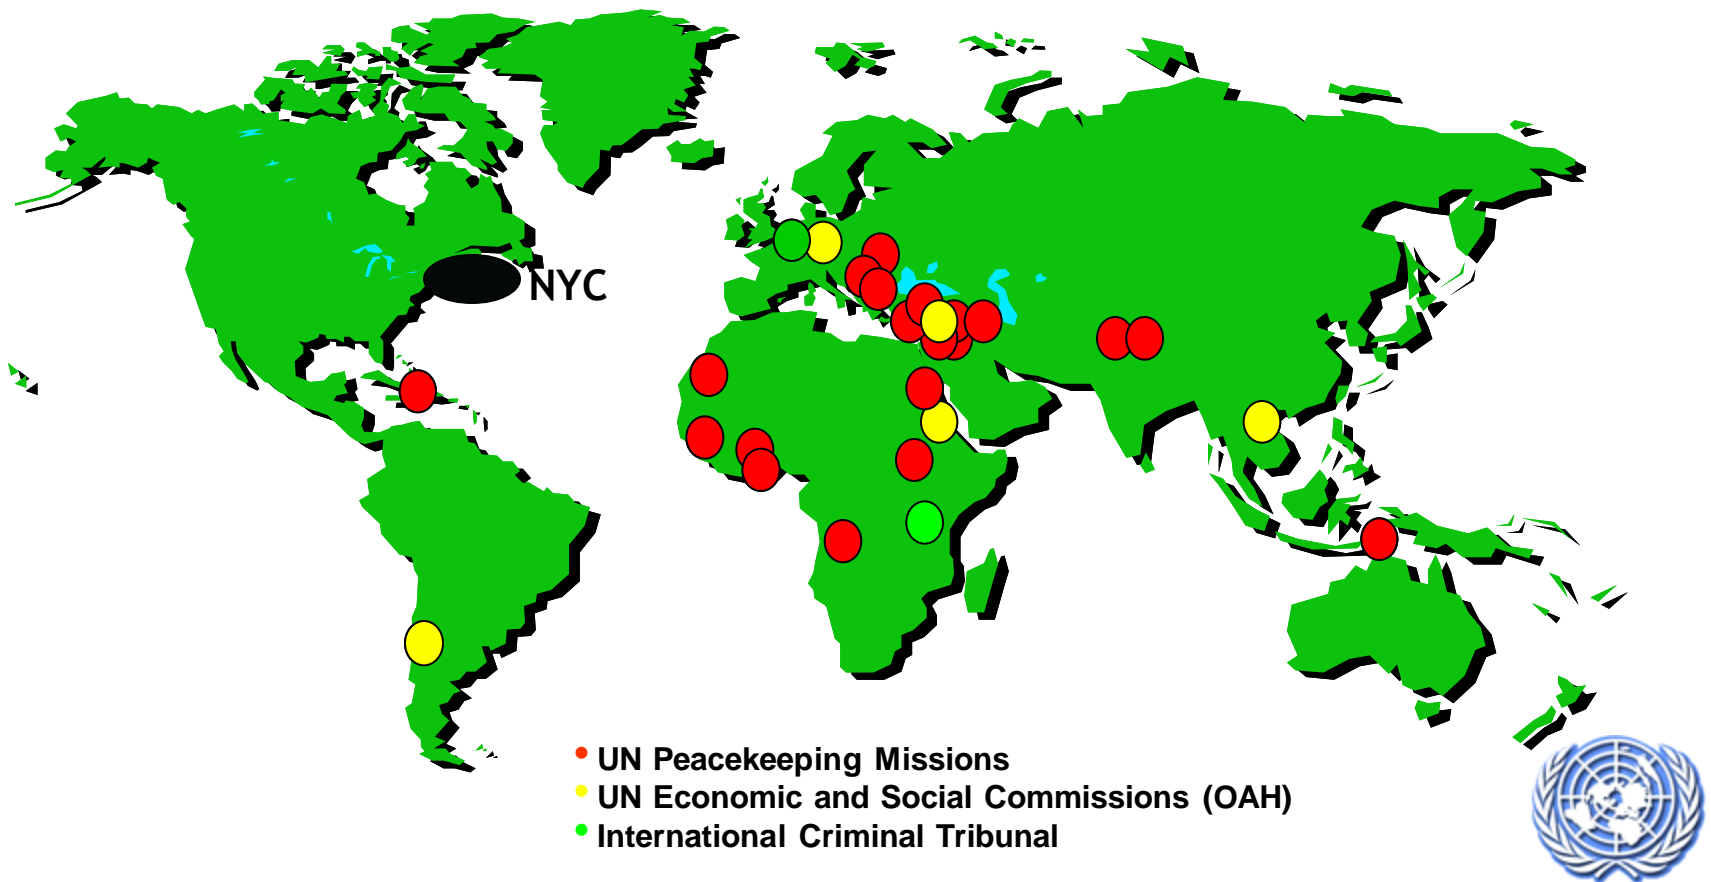 NYC
• UN Peacekeeping Missions
• UN Economic and Social Commissions (OAH)
• International Criminal Tribunal